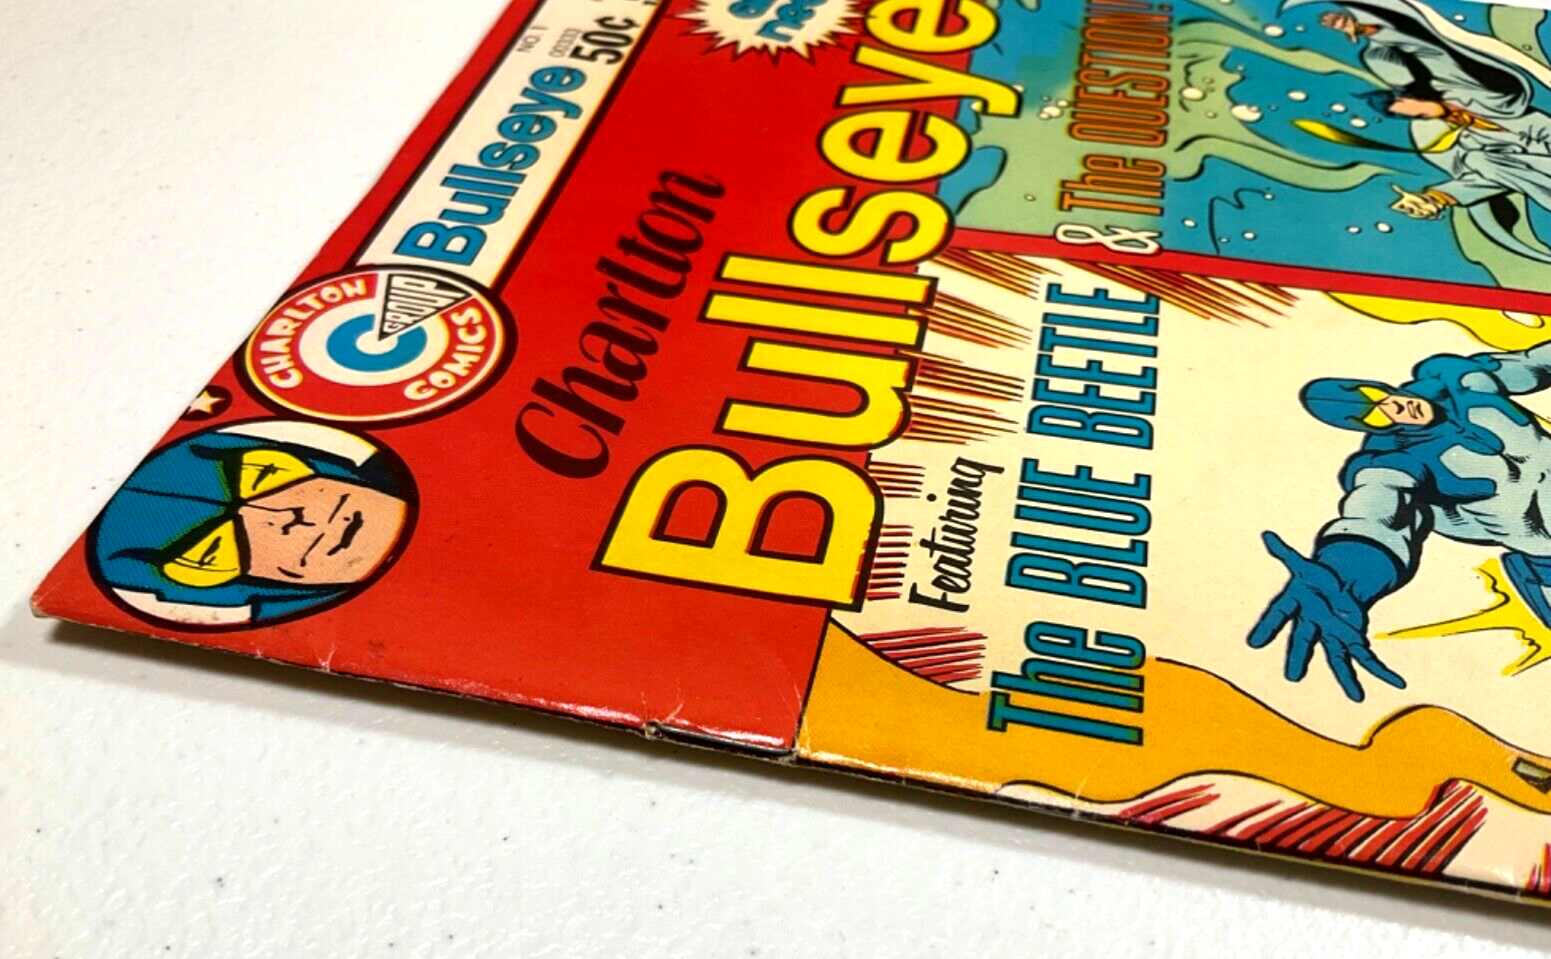 Bullseye
NO. 1
50¢
CHARLTON
COMICS
GROUP
Charlton
Bullseye
Featuring
The BLUE BEETLE
& The QUESTION!